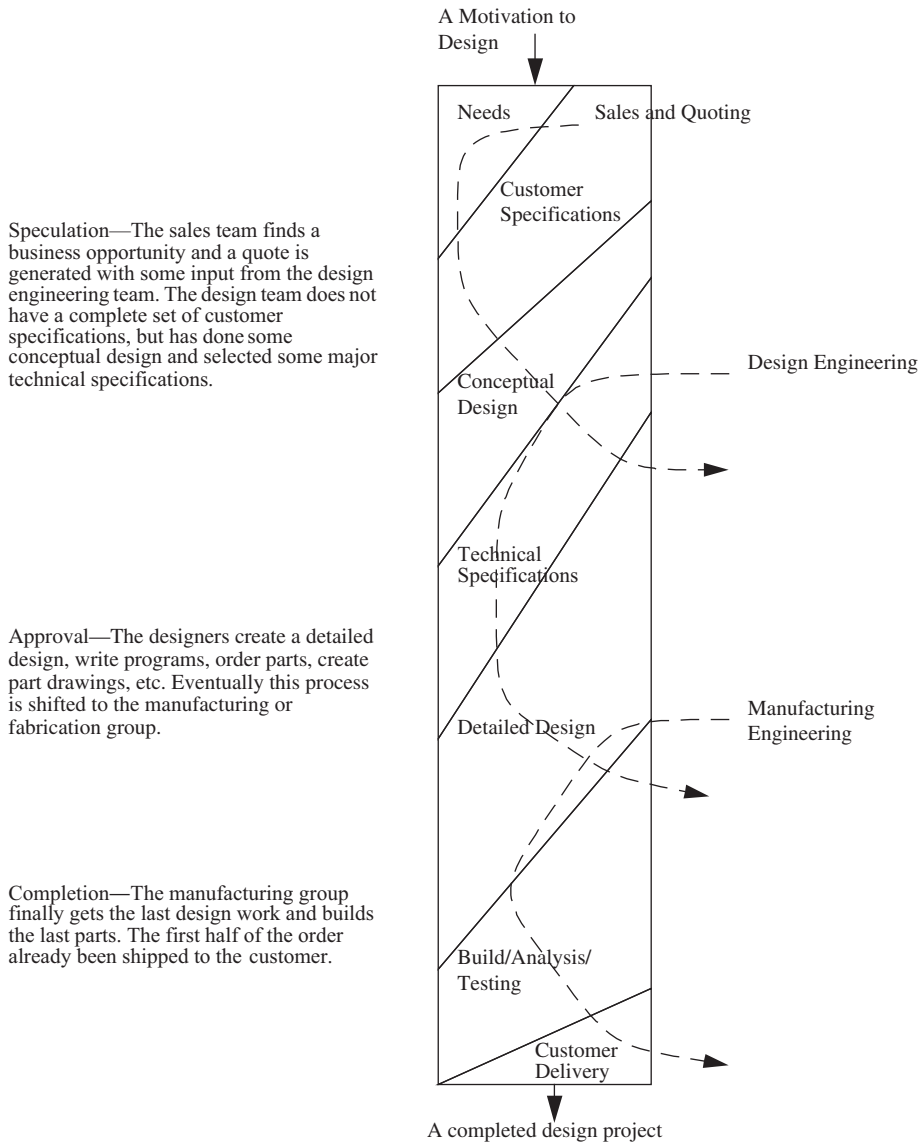 A Motivation to
Design
Needs
Sales and Quoting
Customer
Specifications
Speculation—The sales team finds a
business opportunity and a quote is
generated with some input from the design
engineering team. The design team does not
have a complete set of customer
specifications, but has done some
conceptual design and selected some major
technical specifications.
Design Engineering
Conceptual
Design
Technical
Specifications
Approval—The designers create a detailed
design, write programs, order parts, create
part drawings, etc. Eventually this process
is shifted to the manufacturing or
fabrication group.
Manufacturing
Engineering
Detailed Design
Completion—The manufacturing group
finally gets the last design work and builds
the last parts. The first half of the order
already been shipped to the customer.
Build/Analysis/
Testing
Customer
Delivery
A completed design project